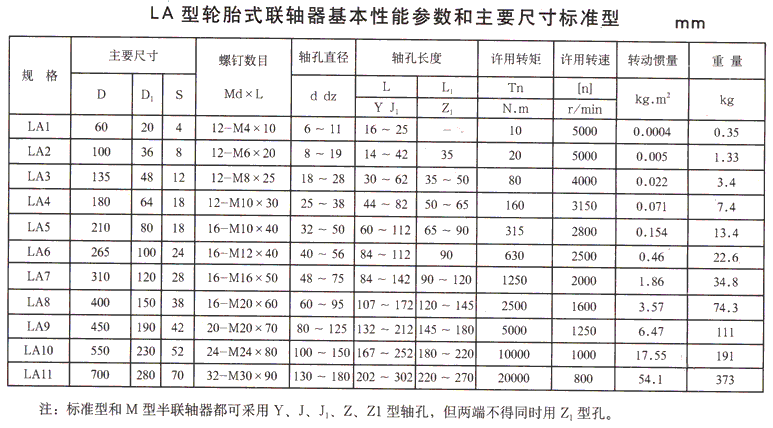 LA 型轮胎式联轴器基本性能参数和主要尺寸标准型 mm
规 格 主要尺寸 螺钉数目 轴孔直径 轴孔长度 许用转矩 许用转速 转动惯量 重 量
D D₁ S Md×L d dz L L₁ Tn [n] kg.m² kg
Y J₁ Z₁ N.m r/min
LA1 60 20 4 12-M4×10 6～11 16～25 - 10 5000 0.0004 0.35
LA2 100 36 8 12-M6×20 8～19 14～42 35 20 5000 0.005 1.33
LA3 135 48 12 12-M8×25 18～28 30～62 35～50 80 4000 0.022 3.4
LA4 180 64 18 12-M10×30 25～38 44～82 50～65 160 3150 0.071 7.4
LA5 210 80 18 16-M10×40 32～50 60～112 65～90 315 2800 0.154 13.4
LA6 265 100 24 16-M12×40 40～56 84～112 90 630 2500 0.46 22.6
LA7 310 120 28 16-M16×50 48～75 84～142 90～120 1250 2000 1.86 34.8
LA8 400 150 38 16-M20×60 60～95 107～172 120～145 2500 1600 3.57 74.3
LA9 450 190 42 20-M20×70 80～125 132～212 145～180 5000 1250 6.47 111
LA10 550 230 52 24-M24×80 100～150 167～252 180～220 10000 1000 17.55 191
LA11 700 280 70 32-M30×90 130～180 202～302 220～270 20000 800 54.1 373
注：标准型和 M 型半联轴器都可采用 Y、J、J₁、Z、Z1 型轴孔，但两端不得同时用 Z₁ 型孔。